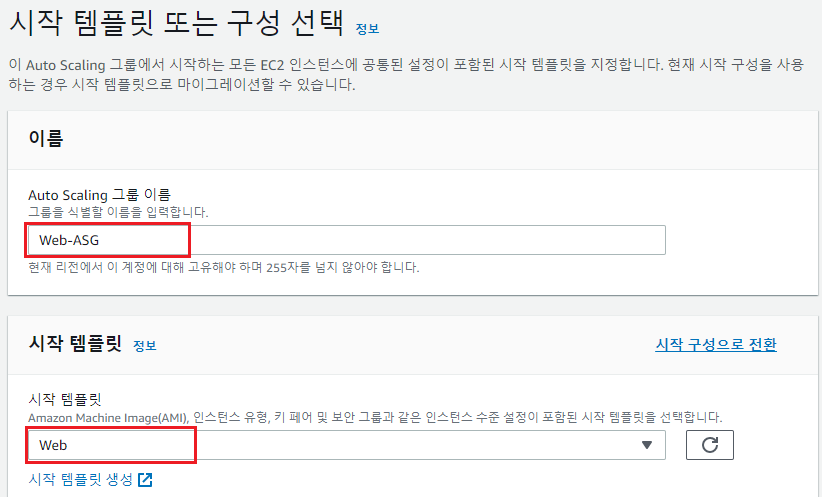 시작 템플릿 또는 구성 선택 정보
이 Auto Scaling 그룹에서 시작하는 모든 EC2 인스턴스에 공통된 설정이 포함된 시작 템플릿을 지정합니다. 현재 시작 구성을 사용
하는 경우 시작 템플릿으로 마이그레이션할 수 있습니다.
이름
Auto Scaling 그룹 이름
그룹을 식별할 이름을 입력합니다.
Web-ASG
현재 리전에서 이 계정에 대해 고유해야 하며 255자를 넘지 않아야 합니다.
시작 템플릿 정보
시작 구성으로 전환
시작 템플릿
Amazon Machine Image(AMI), 인스턴스 유형, 키 페어 및 보안 그룹과 같은 인스턴스 수준 설정이 포함된 시작 템플릿을 선택합니다.
Web
시작 템플릿 생성